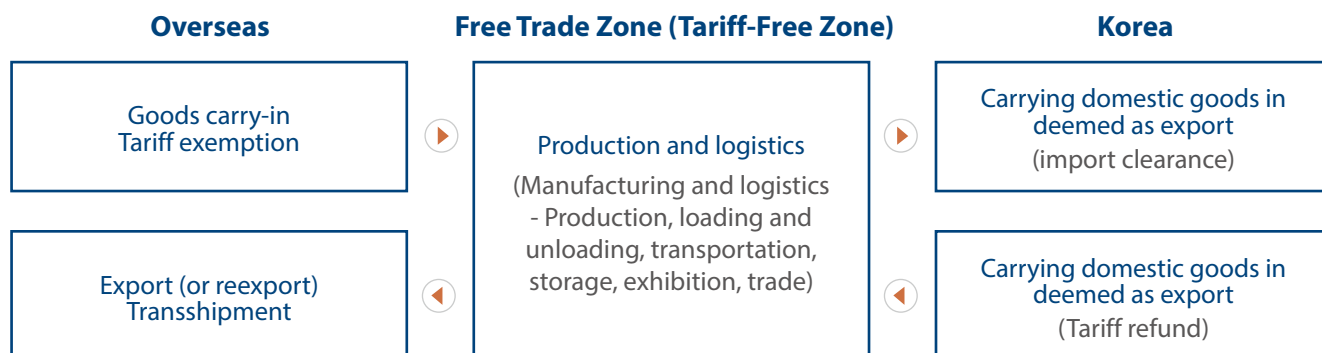 Overseas
Free Trade Zone (Tariff-Free Zone)
Korea
Goods carry-in
Tariff exemption
Production and logistics
(Manufacturing and logistics
- Production, loading and
unloading, transportation,
storage, exhibition, trade)
Carrying domestic goods in
deemed as export
(import clearance)
Export (or reexport)
Transshipment
Carrying domestic goods in
deemed as export
(Tariff refund)